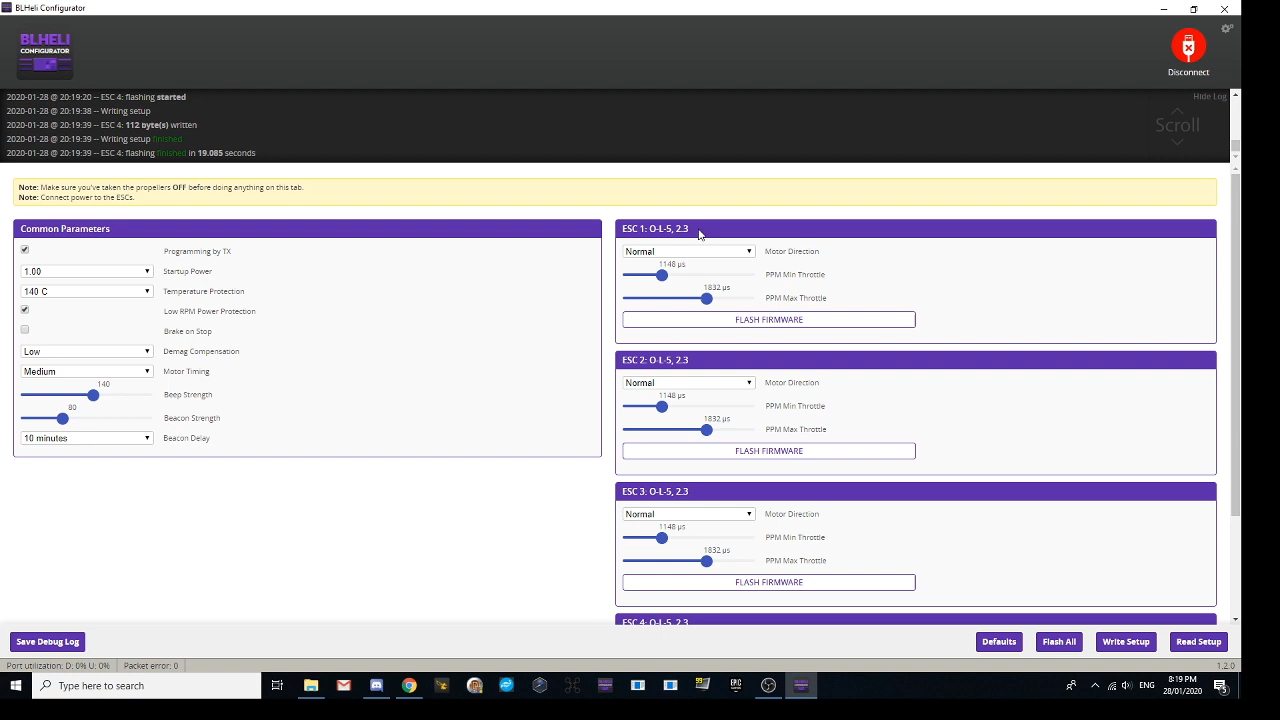 BLHeli Configurator
BLHELI
CONFIGURATOR
Disconnect
2020-01-28 @ 20:19:20 -- ESC 4: flashing started
2020-01-28 @ 20:19:38 -- Writing setup
2020-01-28 @ 20:19:39 -- ESC 4: 112 byte(s) written
2020-01-28 @ 20:19:39 -- Writing setup finished
2020-01-28 @ 20:19:39 -- ESC 4: flashing finished in 19.085 seconds
Hide Log
Scroll
Note: Make sure you've taken the propellers OFF before doing anything on this tab.
Note: Connect power to the ESCs.
Common Parameters
Programming by TX
1.00 Startup Power
140 C Temperature Protection
Low RPM Power Protection
Brake on Stop
Low Demag Compensation
Medium Motor Timing
140
Beep Strength
80
Beacon Strength
10 minutes Beacon Delay
ESC 1: O-L-5, 2.3
Normal Motor Direction
1148 µs
PPM Min Throttle
1832 µs
PPM Max Throttle
FLASH FIRMWARE
ESC 2: O-L-5, 2.3
Normal Motor Direction
1148 µs
PPM Min Throttle
1832 µs
PPM Max Throttle
FLASH FIRMWARE
ESC 3: O-L-5, 2.3
Normal Motor Direction
1148 µs
PPM Min Throttle
1832 µs
PPM Max Throttle
FLASH FIRMWARE
ESC 4: O-L-5, 2.3
Save Debug Log
Defaults
Flash All
Write Setup
Read Setup
Port utilization: D: 0% U: 0% Packet error: 0
1.2.0
Type here to search
EPIC
ENG
8:19 PM
28/01/2020